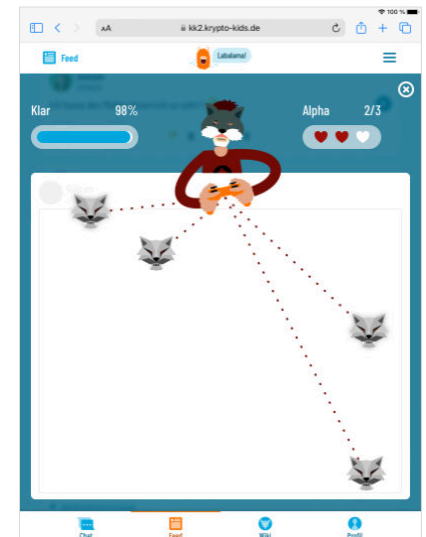 100 %
AA
kk2.krypto-kids.de
Feed
Labalama!
Klar 98%
Alpha 2/3
Chat Feed Wiki Profil